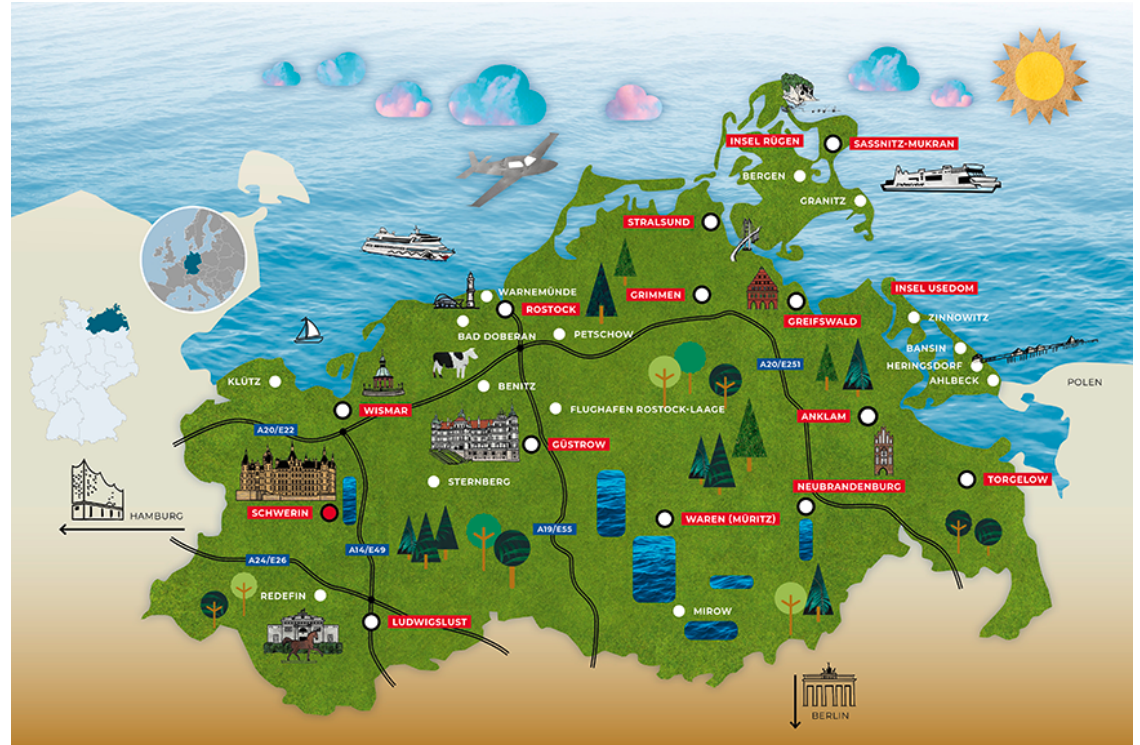 INSEL RÜGEN
SASSNITZ-MUKRAN
BERGEN
GRANITZ
STRALSUND
INSEL USEDOM
WARNEMÜNDE
GRIMMEN
ROSTOCK
GREIFSWALD
ZINNOWITZ
BAD DOBERAN
PETSCHOW
BANSIN
A20/E251
HERINGSDORF
KLÜTZ
BENITZ
AHLBECK
POLEN
WISMAR
FLUGHAFEN ROSTOCK-LAAGE
ANKLAM
A20/E22
GÜSTROW
STERNBERG
NEUBRANDENBURG
TORGELOW
SCHWERIN
HAMBURG
WAREN (MÜRITZ)
A19/E55
A14/E49
A24/E26
REDEFIN
MIROW
LUDWIGSLUST
BERLIN